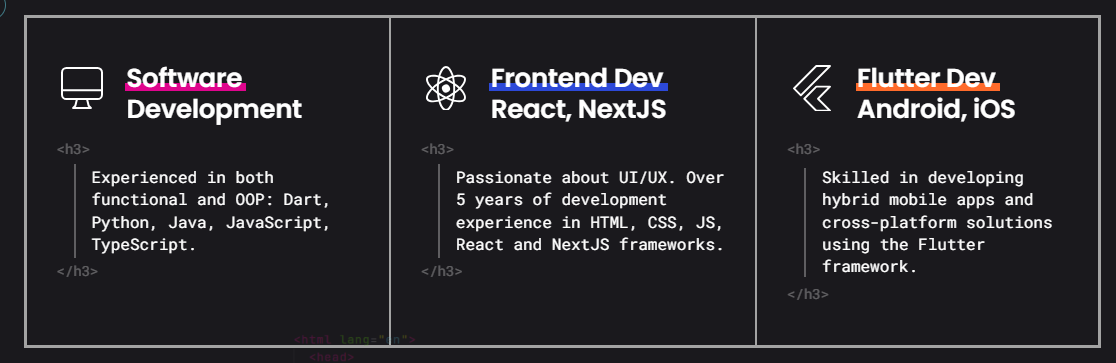 Software
Development
<h3>
Experienced in both
functional and OOP: Dart,
Python, Java, JavaScript,
TypeScript.
</h3>
Frontend Dev
React, NextJS
<h3>
Passionate about UI/UX. Over
5 years of development
experience in HTML, CSS, JS,
React and NextJS frameworks.
</h3>
Flutter Dev
Android, iOS
<h3>
Skilled in developing
hybrid mobile apps and
cross-platform solutions
using the Flutter
framework.
</h3>
<html lang="en">
<head>